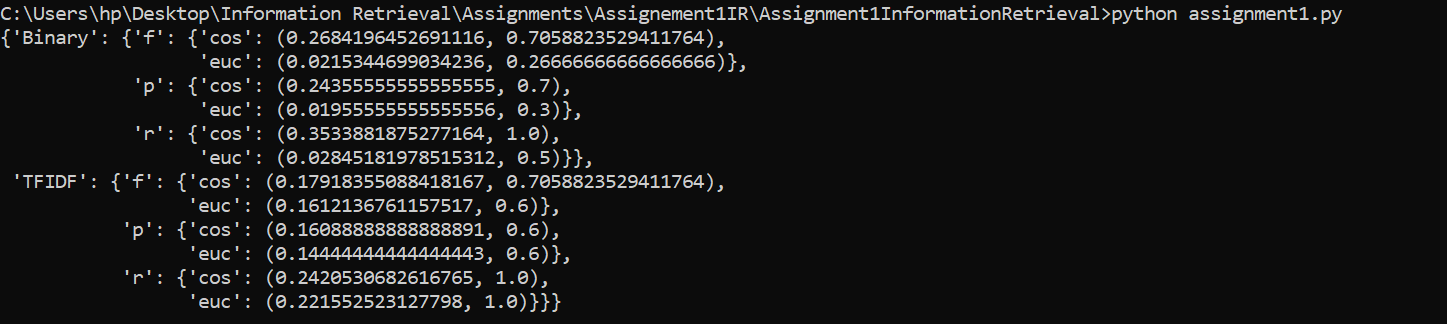 C:\Users\hp\Desktop\Information Retrieval\Assignments\Assignement1IR\Assignment1InformationRetrieval>python assignment1.py
{'Binary': {'f': {'cos': (0.2684196452691116, 0.7058823529411764),
'euc': (0.0215344699034236, 0.26666666666666666)},
'p': {'cos': (0.24355555555555555, 0.7),
'euc': (0.01955555555555556, 0.3)},
'r': {'cos': (0.3533881875277164, 1.0),
'euc': (0.02845181978515312, 0.5)}},
'TFIDF': {'f': {'cos': (0.17918355088418167, 0.7058823529411764),
'euc': (0.1612136761157517, 0.6)},
'p': {'cos': (0.16088888888888891, 0.6),
'euc': (0.14444444444444443, 0.6)},
'r': {'cos': (0.2420530682616765, 1.0),
'euc': (0.221552523127798, 1.0)}}}